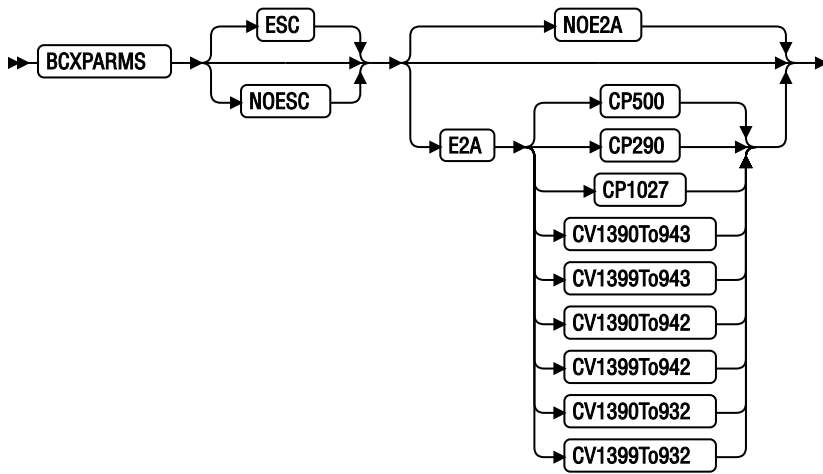 ESC
NOE2A
BCXPARMS
NOESC
CP500
E2A
CP290
CP1027
CV1390To943
CV1399To943
CV1390To942
CV1399To942
CV1390To932
CV1399To932